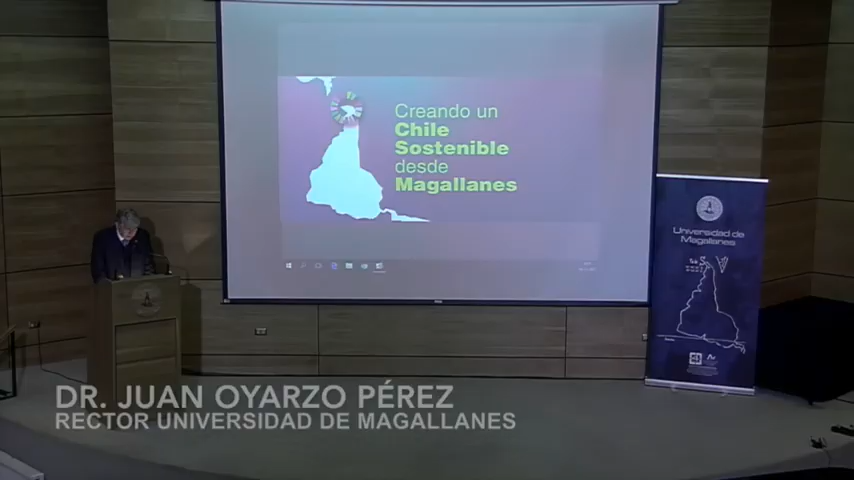 Creando un
Chile
Sostenible
desde
Magallanes
Universidad de
Magallanes
DR. JUAN OYARZO PÉREZ
RECTOR UNIVERSIDAD DE MAGALLANES